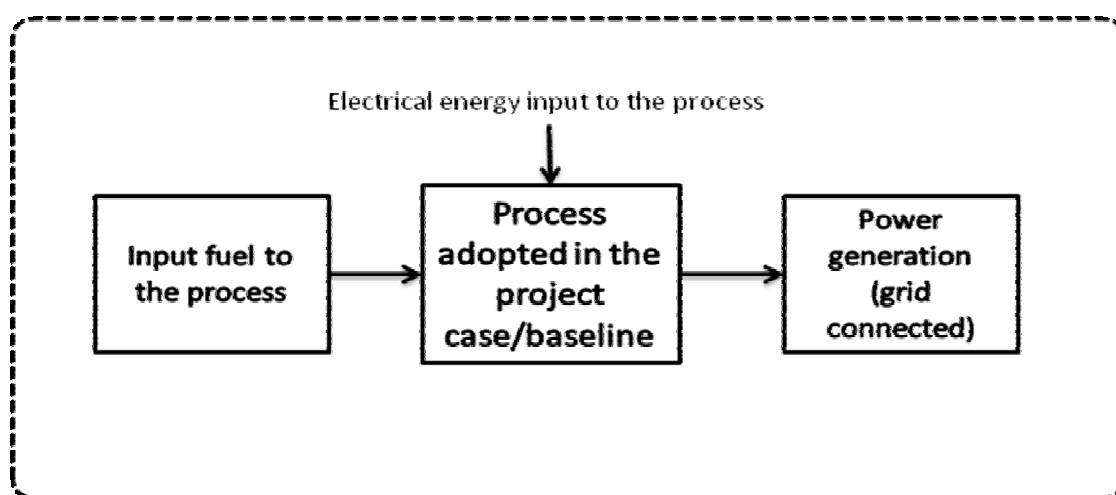 Electrical energy input to the process
Input fuel to
the process
Process
adopted in the
project
case/baseline
Power
generation
(grid
connected)